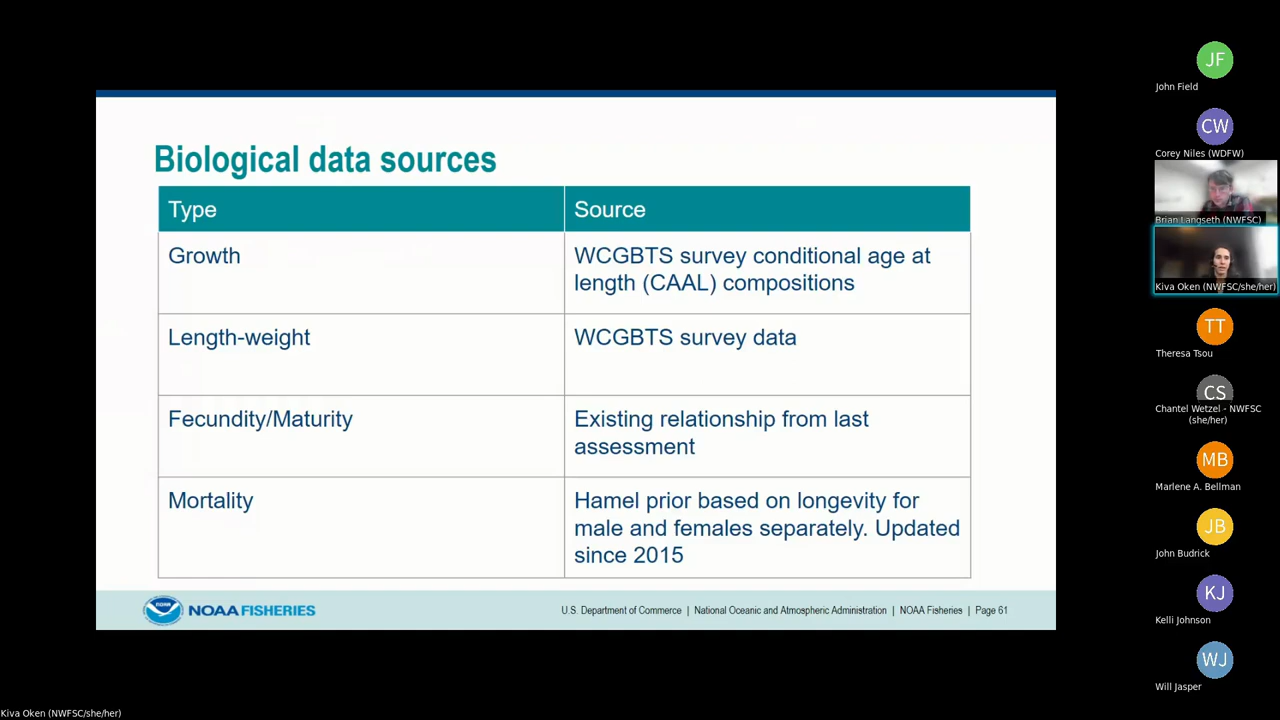 Biological data sources
Type
Source
Growth
WCGBTS survey conditional age at
length (CAAL) compositions
Length-weight
WCGBTS survey data
Fecundity/Maturity
Existing relationship from last
assessment
Mortality
Hamel prior based on longevity for
male and females separately. Updated
since 2015
NOAA
NOAA FISHERIES
U.S. Department of Commerce | National Oceanic and Atmospheric Administration | NOAA Fisheries | Page 61
JF
John Field
CW
Corey Niles (WDFW)
Brian Langseth (NWFSC)
Kiva Oken (NWFSC/she/her)
TT
Theresa Tsou
CS
Chantel Wetzel - NWFSC
(she/her)
MB
Marlene A. Bellman
JB
John Budrick
KJ
Kelli Johnson
WJ
Will Jasper
Kiva Oken (NWFSC/she/her)